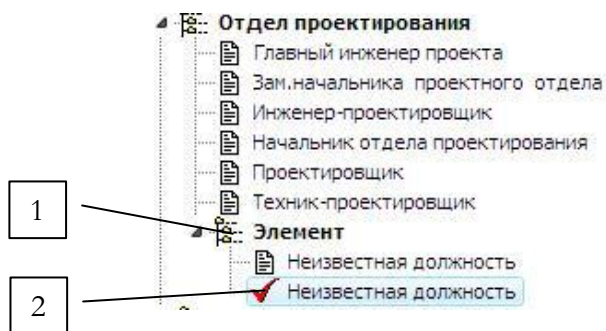 Отдел проектирования
Главный инженер проекта
Зам.начальника проектного отдела
Инженер-проектировщик
Начальник отдела проектирования
Проектировщик
Техник-проектировщик
1
Элемент
Неизвестная должность
2
Неизвестная должность